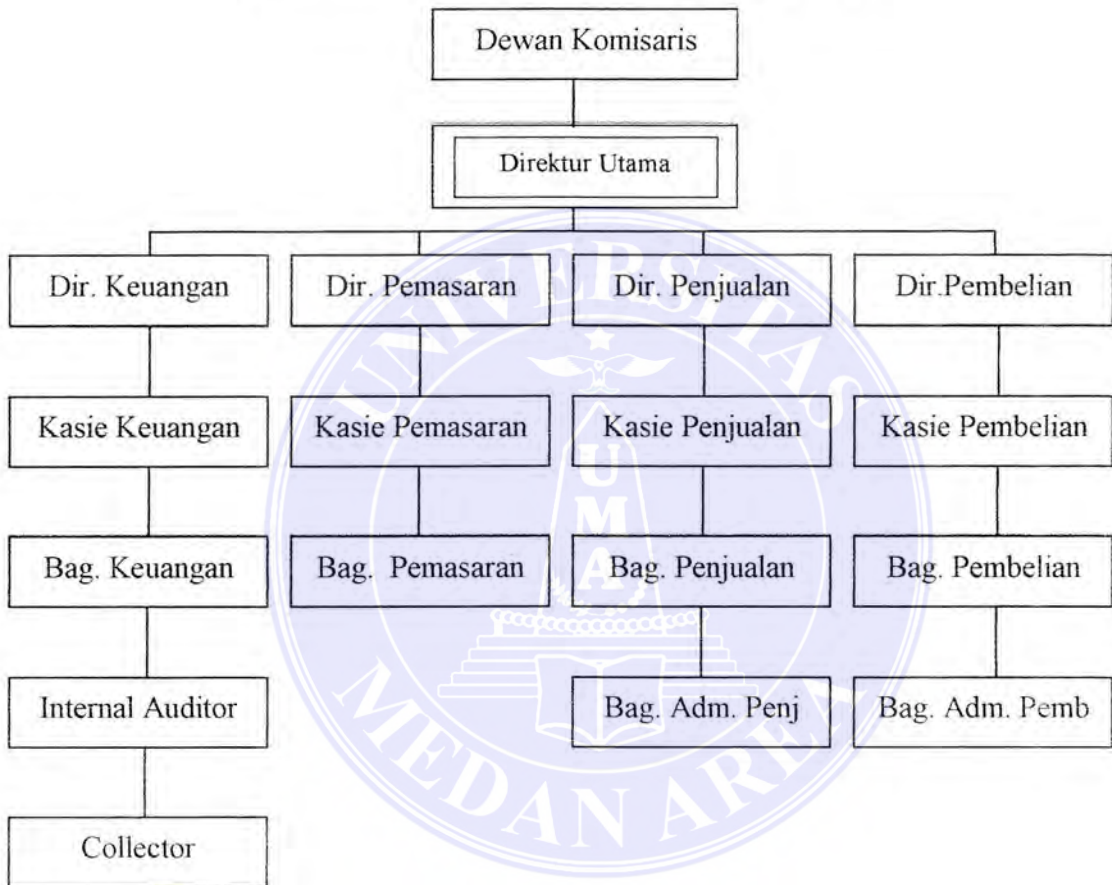 Dewan Komisaris
Direktur Utama
Dir. Keuangan
Dir. Pemasaran
Dir. Penjualan
Dir.Pembelian
Kasie Keuangan
Kasie Pemasaran
Kasie Penjualan
Kasie Pembelian
Bag. Keuangan
Bag. Pemasaran
Bag. Penjualan
Bag. Pembelian
Internal Auditor
Bag. Adm. Penj
Bag. Adm. Pemb
Collector
UNIVERSITAS
UMA
MEDAN AREA